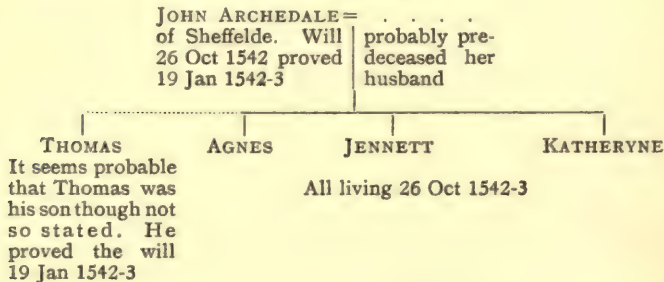 JOHN ARCHEDALE = . . . .
of Sheffelde. Will probably pre-
26 Oct 1542 proved deceased her
19 Jan 1542-3 husband
THOMAS AGNES JENNETT KATHERYNE
It seems probable
that Thomas was All living 26 Oct 1542-3
his son though not
so stated. He
proved the will
19 Jan 1542-3